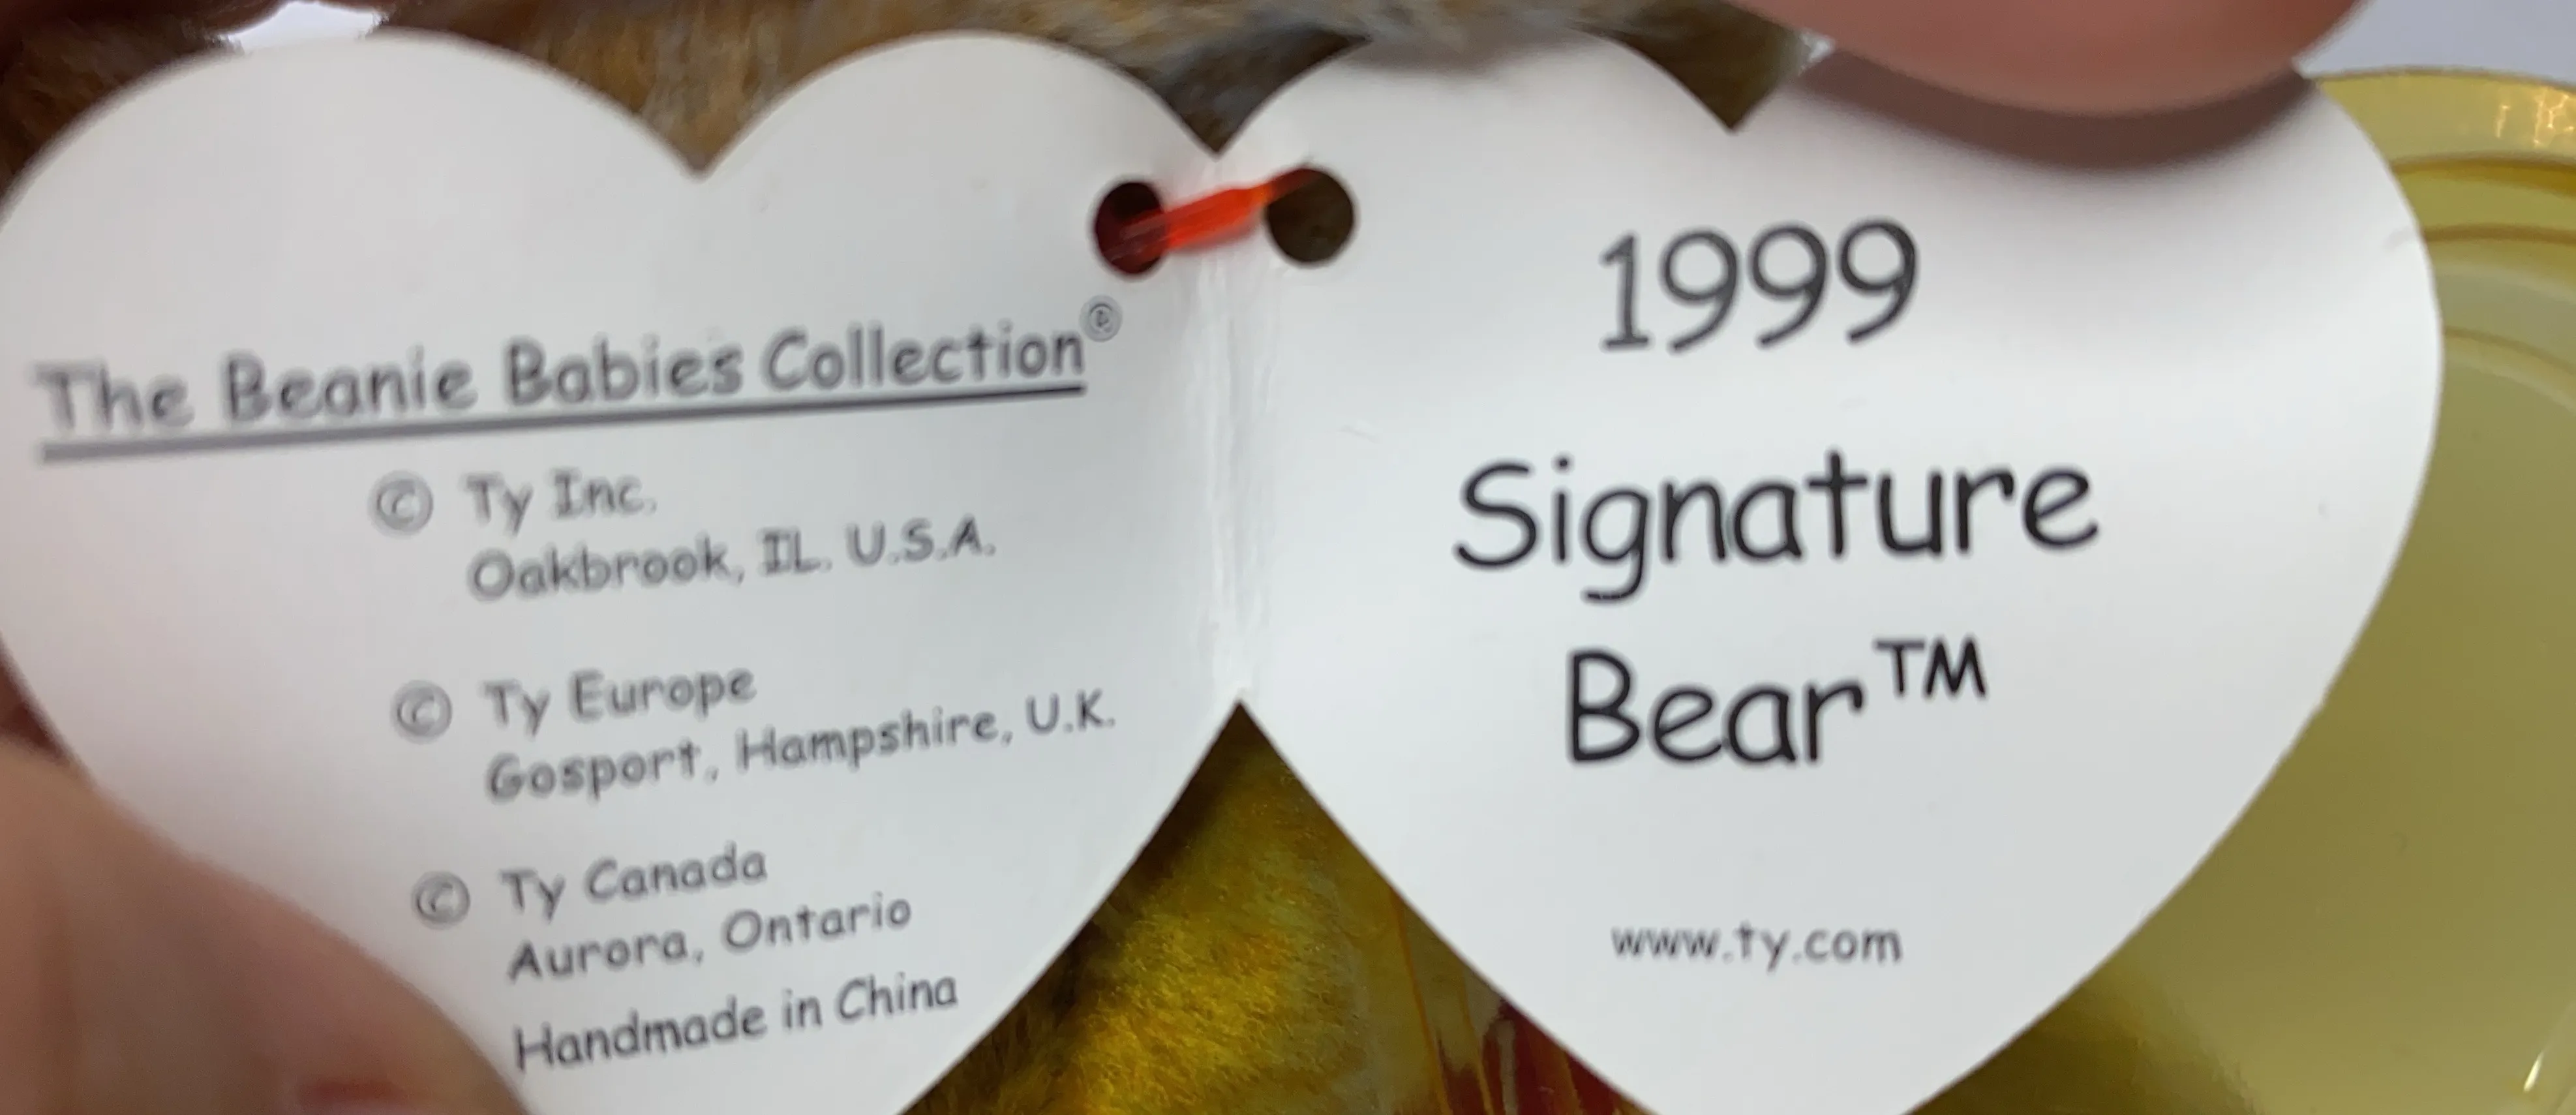 The Beanie Babies Collection®
© Ty Inc.
Oakbrook, IL. U.S.A.
© Ty Europe
Gosport, Hampshire, U.K.
© Ty Canada
Aurora, Ontario
Handmade in China
1999
Signature
Bear™
www.ty.com